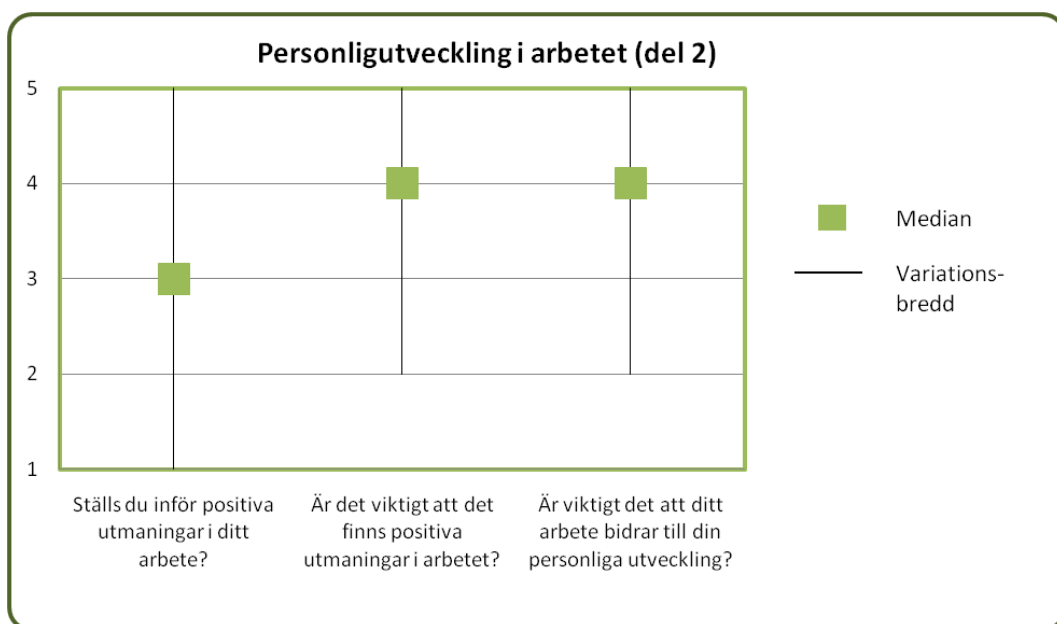 Personligutveckling i arbetet (del 2)
5
4
3
2
1
Ställs du inför positiva
utmaningar i ditt
arbete?
Är det viktigt att det
finns positiva
utmaningar i arbetet?
Är viktigt det att ditt
arbete bidrar till din
personliga utveckling?
Median
Variations-
bredd